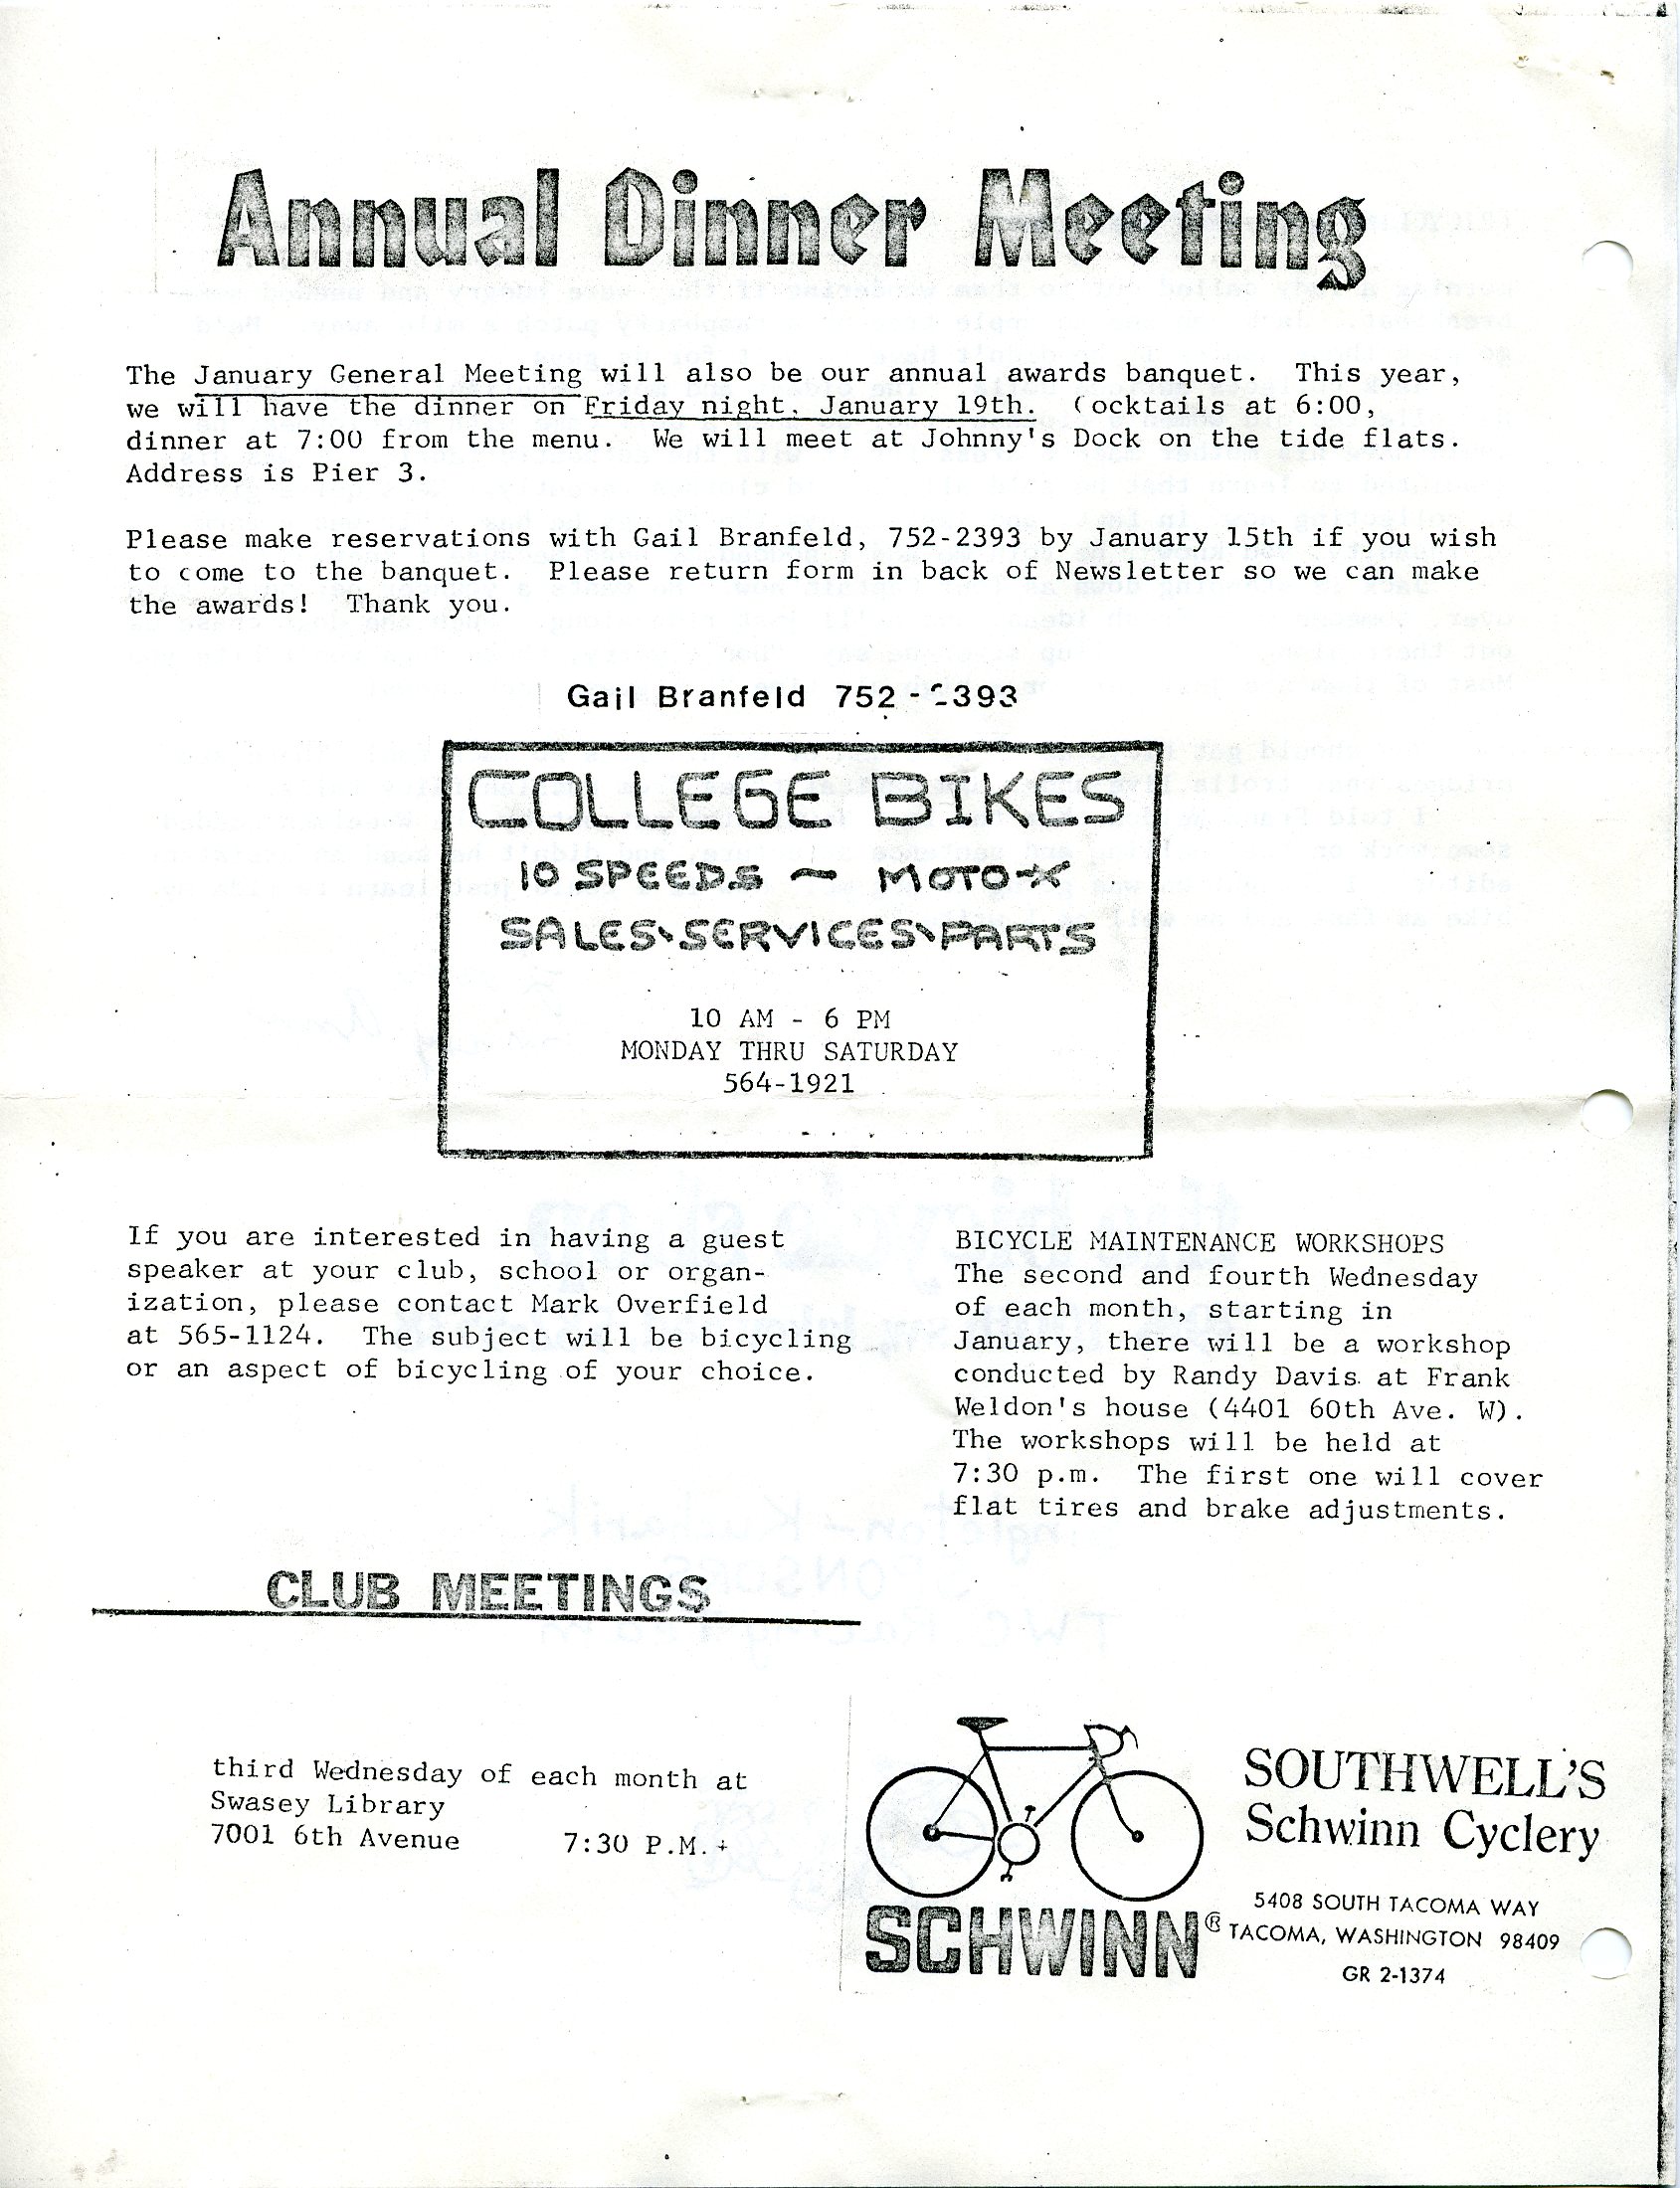 Annual Dinner Meeting
The January General Meeting will also be our annual awards banquet.  This year,
we will have the dinner on Friday night, January 19th.  Cocktails at 6:00,
dinner at 7:00 from the menu.  We will meet at Johnny's Dock on the tide flats.
Address is Pier 3.
Please make reservations with Gail Branfeld, 752-2393 by January 15th if you wish
to come to the banquet.  Please return form in back of Newsletter so we can make
the awards!  Thank you.
Gail Branfeld 752-2393
COLLEGE BIKES
10 SPEEDS ~ MOTO-X
SALES·SERVICES·PARTS
10 AM - 6 PM
MONDAY THRU SATURDAY
564-1921
If you are interested in having a guest
speaker at your club, school or organ-
ization, please contact Mark Overfield
at 565-1124.  The subject will be bicycling
or an aspect of bicycling of your choice.
BICYCLE MAINTENANCE WORKSHOPS
The second and fourth Wednesday
of each month, starting in
January, there will be a workshop
conducted by Randy Davis at Frank
Weldon's house (4401 60th Ave. W).
The workshops will be held at
7:30 p.m.  The first one will cover
flat tires and brake adjustments.
CLUB MEETINGS
third Wednesday of each month at
Swasey Library
7001 6th Avenue 7:30 P.M.
SCHWINN®
SOUTHWELL'S
Schwinn Cyclery
5408 SOUTH TACOMA WAY
TACOMA, WASHINGTON 98409
GR 2-1374